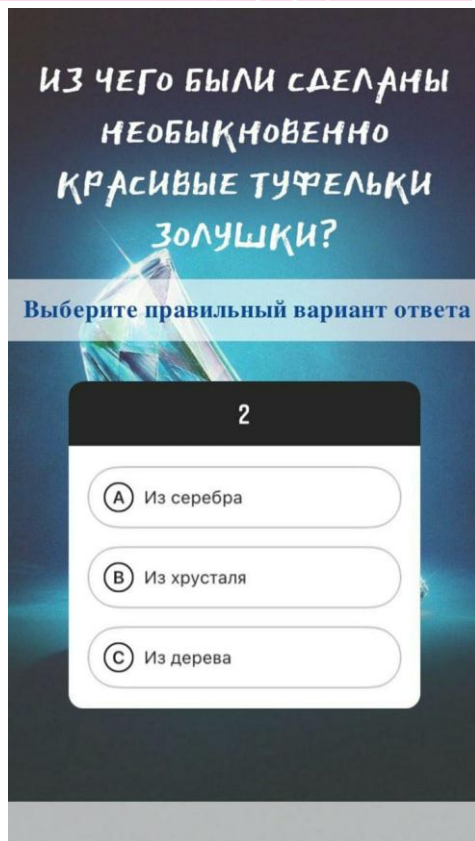 ИЗ ЧЕГО БЫЛИ СДЕЛАНЫ
НЕОБЫКНОВЕННО
КРАСИВЫЕ ТУФЕЛЬКИ
ЗОЛУШКИ?
Выберите правильный вариант ответа
2
A Из серебра
B Из хрусталя
C Из дерева